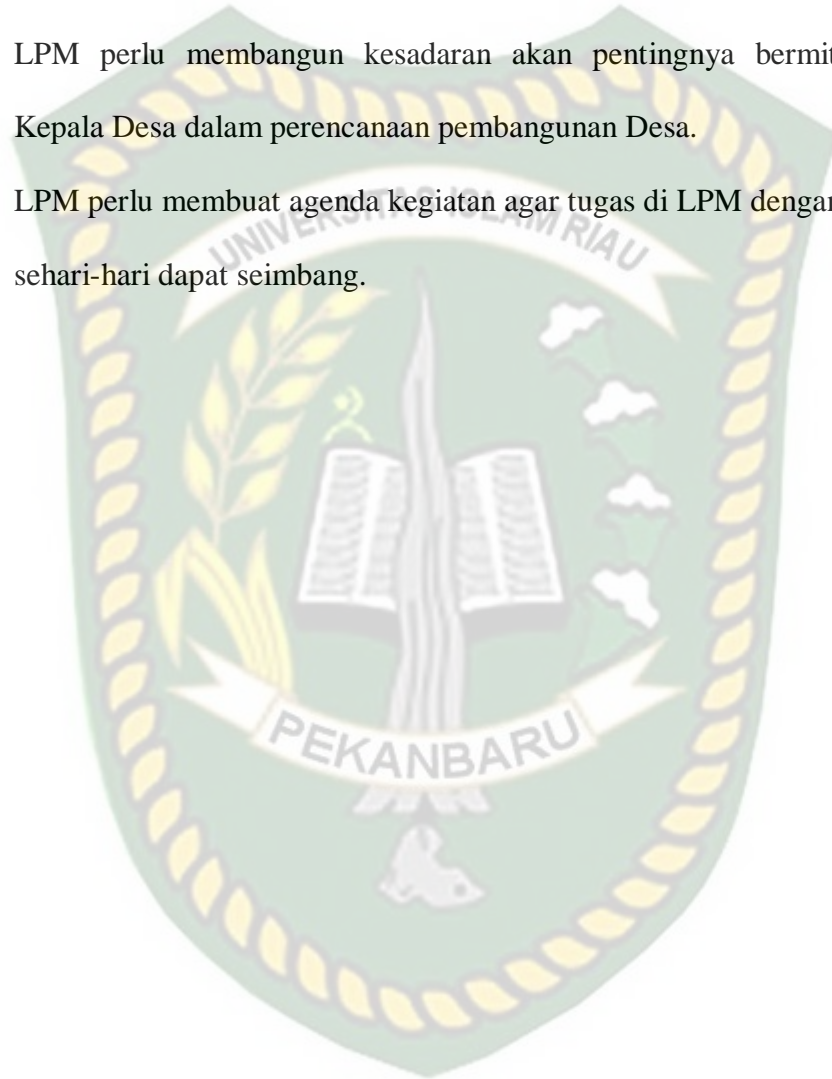 LPM perlu membangun kesadaran akan pentingnya bermit
Kepala Desa dalam perencanaan pembangunan Desa.
LPM perlu membuat agenda kegiatan agar tugas di LPM dengan
sehari-hari dapat seimbang.
UNIVERSITAS ISLAM RIAU
PEKANBARU